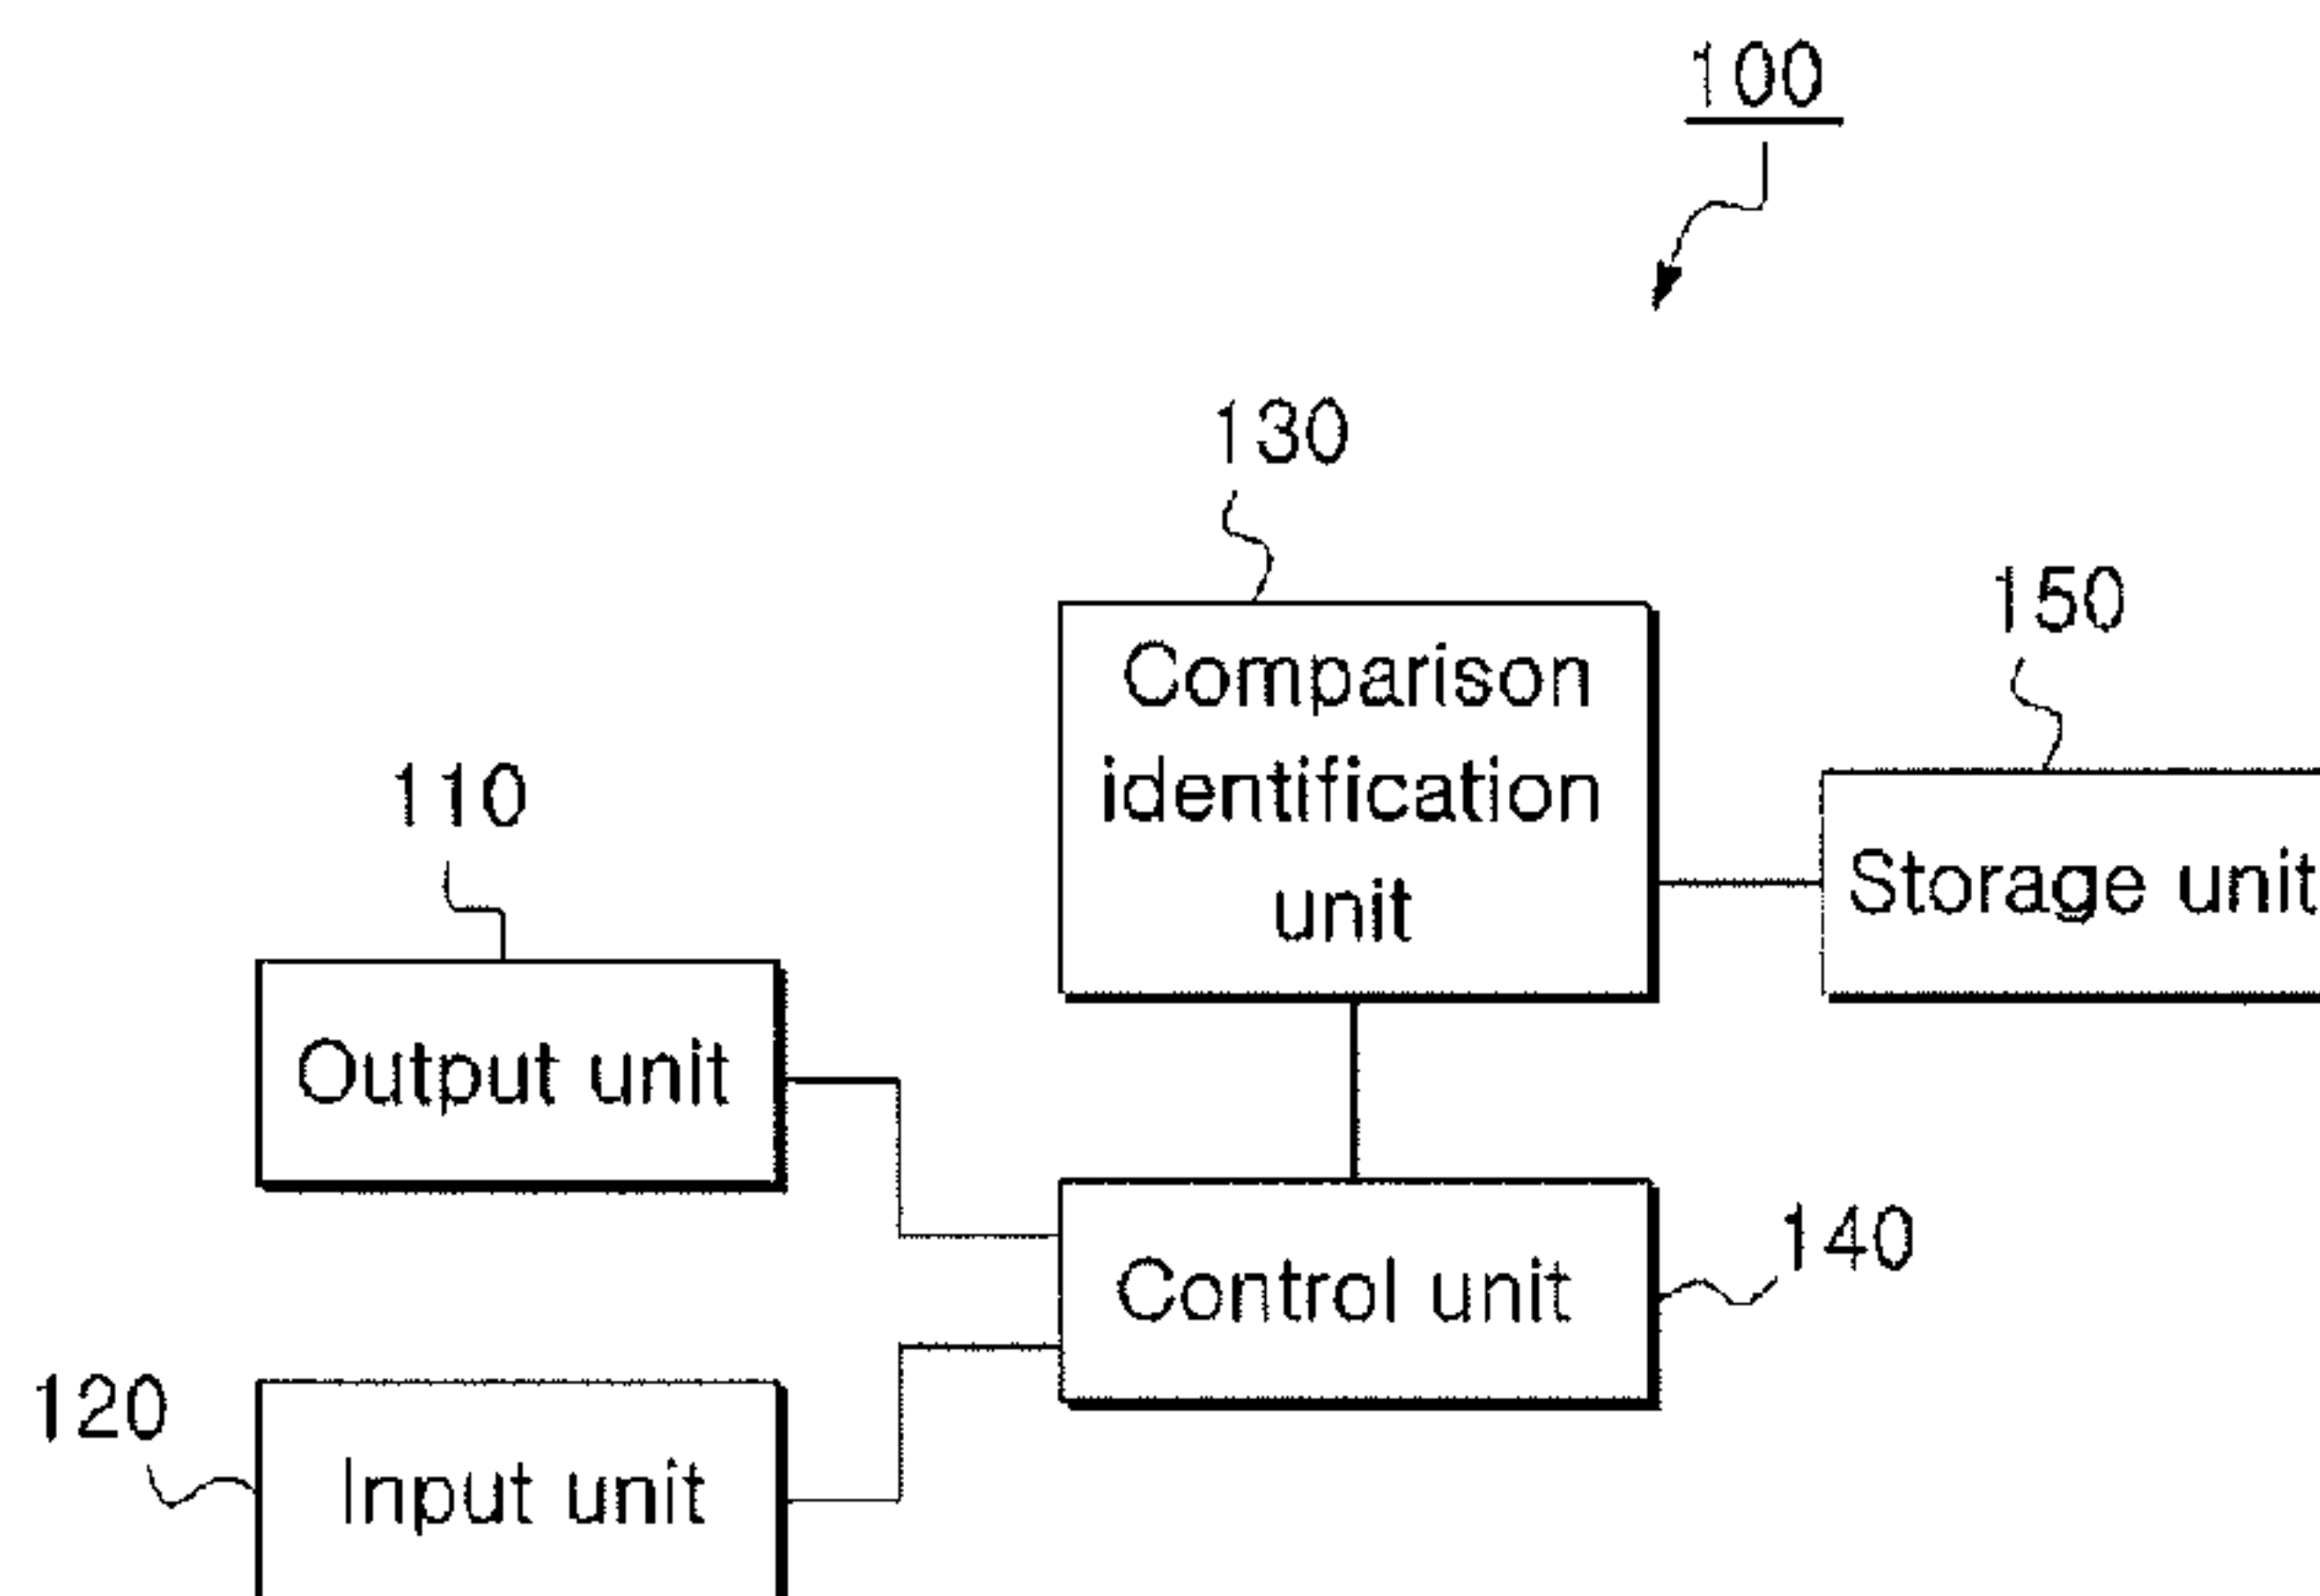 100
130
Comparison
identification
unit
150
Storage unit
110
Output unit
Control unit
140
120
Input unit